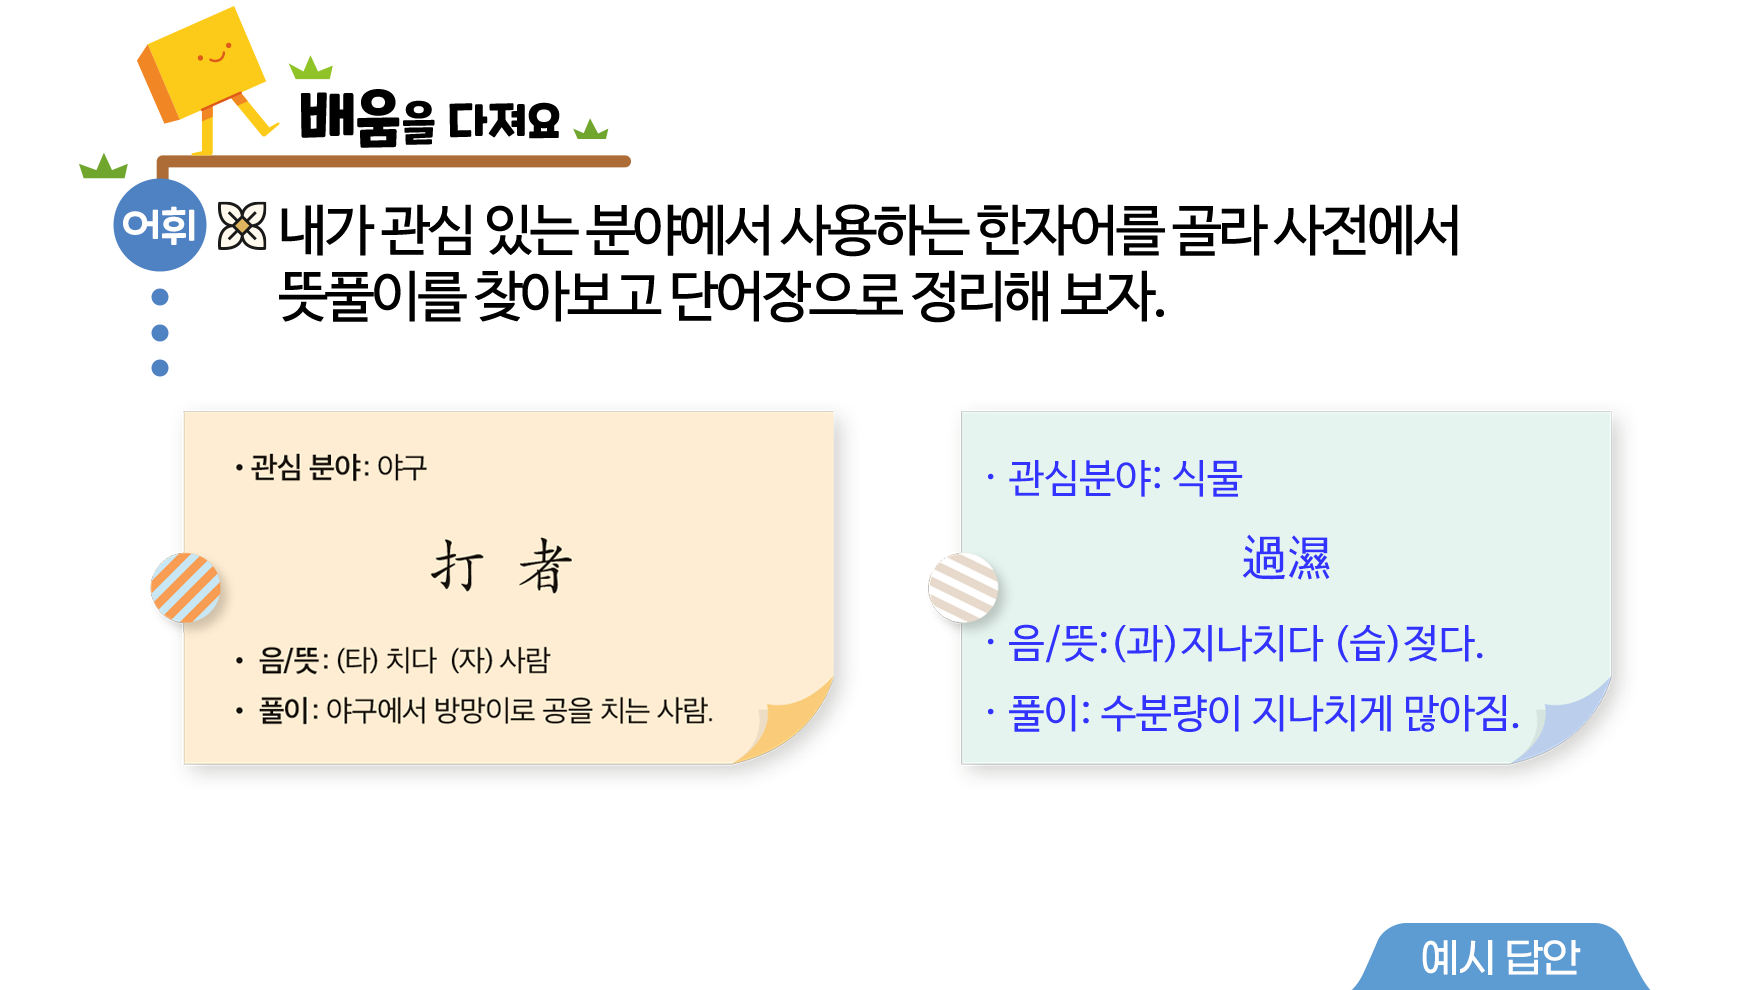 배움을 다져요
어휘
내가 관심 있는 분야에서 사용하는 한자어를 골라 사전에서
뜻풀이를 찾아보고 단어장으로 정리해 보자.
• 관심 분야: 야구
打 者
• 음/뜻: (타) 치다 (자) 사람
• 풀이: 야구에서 방망이로 공을 치는 사람.
· 관심분야: 식물
過濕
· 음/뜻: (과)지나치다 (습)젖다.
· 풀이: 수분량이 지나치게 많아짐.
예시 답안